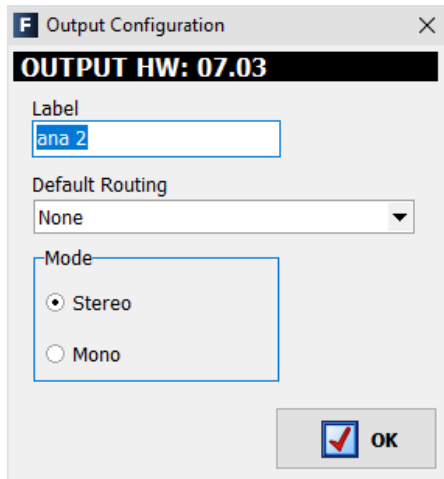 F Output Configuration
OUTPUT HW: 07.03
Label
ana 2
Default Routing
None
Mode
Stereo
Mono
OK